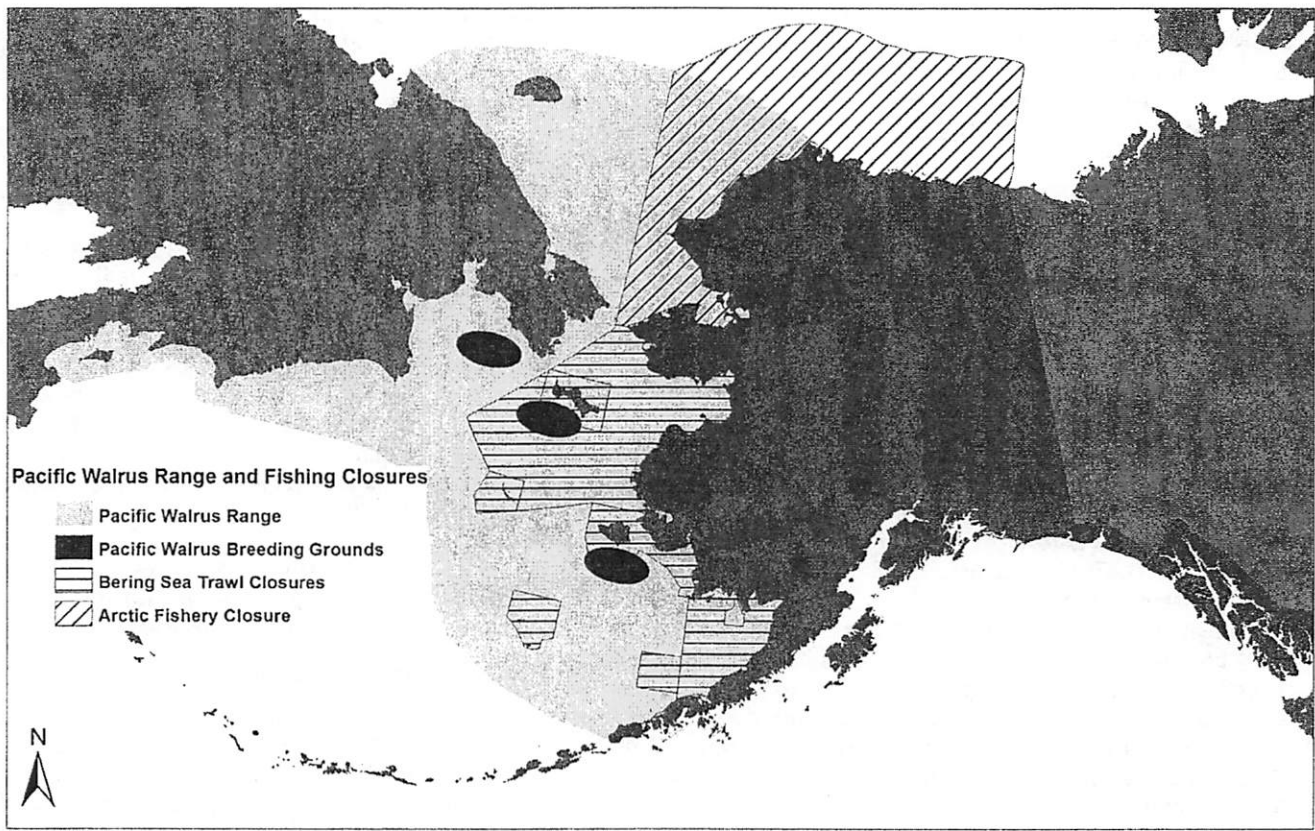 Pacific Walrus Range and Fishing Closures
Pacific Walrus Range
Pacific Walrus Breeding Grounds
Bering Sea Trawl Closures
Arctic Fishery Closure
N